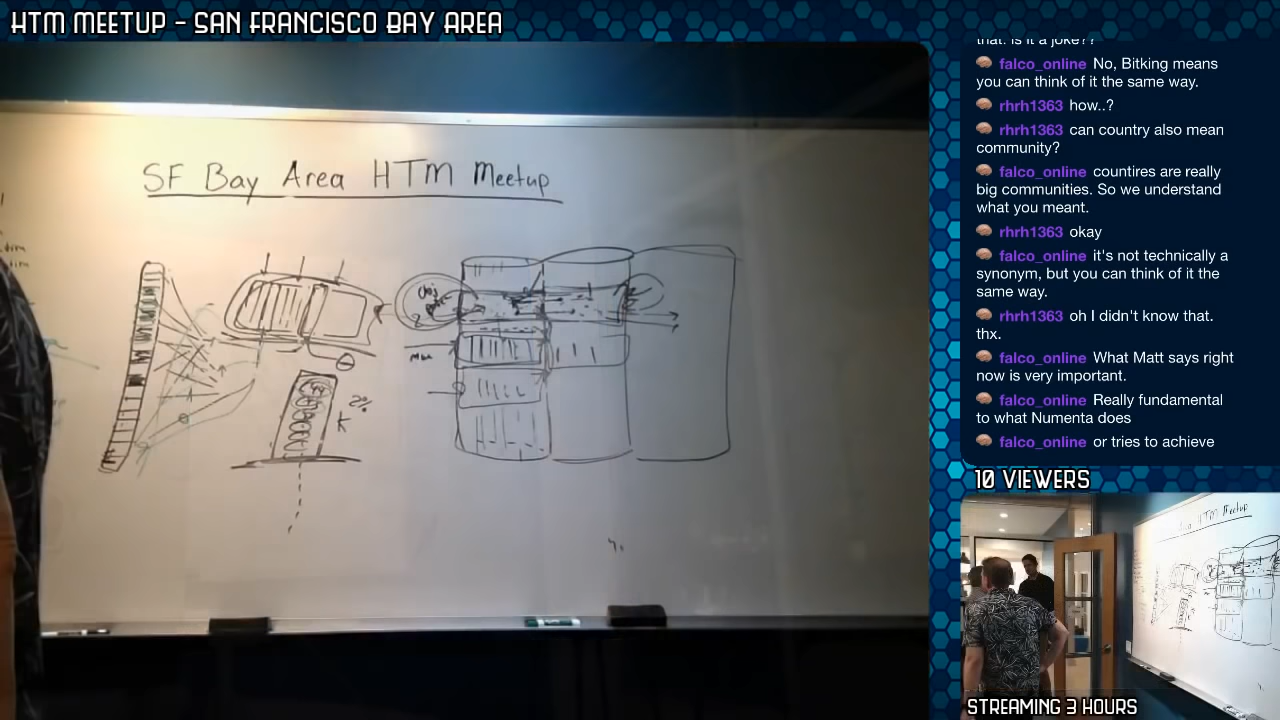 HTM MEETUP - SAN FRANCISCO BAY AREA
SF Bay Area HTM Meetup
Obj
2%
K
that. is it a joke??
falco_online No, Bitking means
you can think of it the same way.
rhrh1363 how..?
rhrh1363 can country also mean
community?
falco_online countires are really
big communities. So we understand
what you meant.
rhrh1363 okay
falco_online it's not technically a
synonym, but you can think of it the
same way.
rhrh1363 oh I didn't know that.
thx.
falco_online What Matt says right
now is very important.
falco_online Really fundamental
to what Numenta does
falco_online or tries to achieve
10 VIEWERS
HTM Meetup
STREAMING 3 HOURS